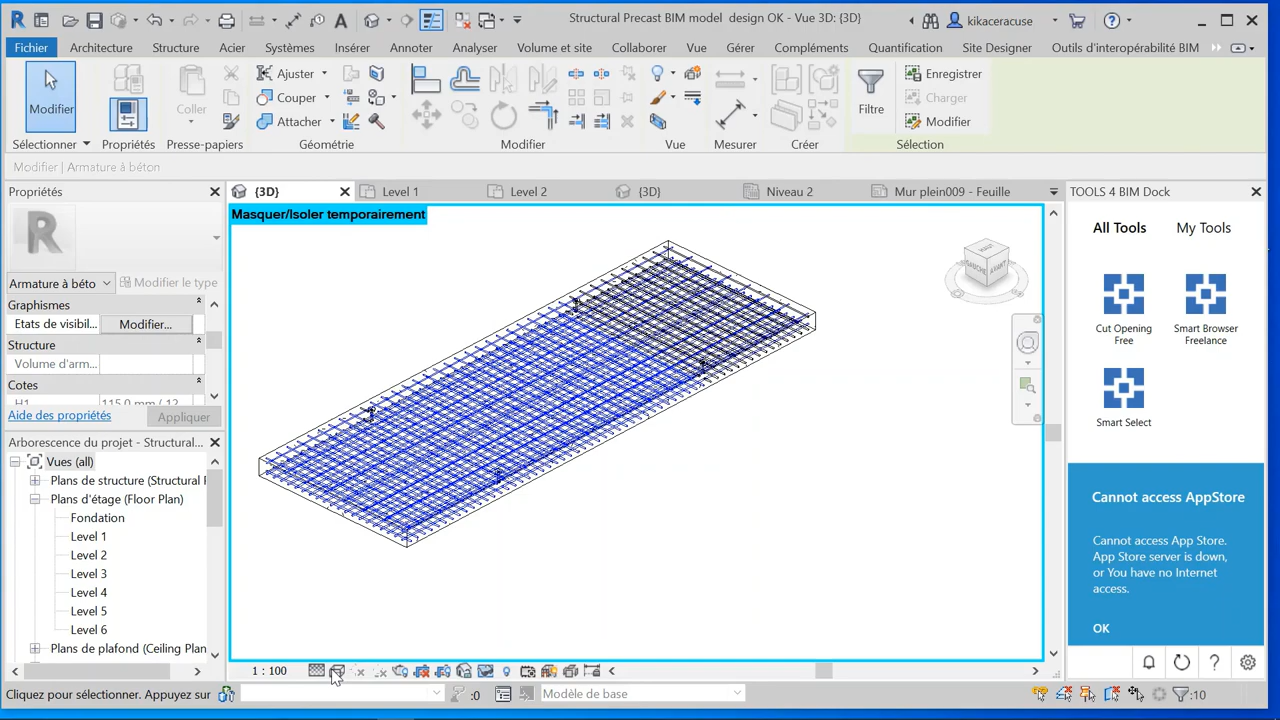 Structural Precast BIM model design OK - Vue 3D: {3D}
kikaceracuse
Fichier Architecture Structure Acier Systèmes Insérer Annoter Analyser Volume et site Collaborer Vue Gérer Compléments Quantification Site Designer Outils d'interopérabilité BIM
Modifier
Coller
Ajuster
Couper
Attacher
Filtre
Enregistrer
Charger
Modifier
Sélectionner Propriétés Presse-papiers Géométrie Modifier Vue Mesurer Créer Sélection
Modifier | Armature à béton
Propriétés
{3D} Level 1 Level 2 {3D} Niveau 2 Mur plein009 - Feuille
TOOLS 4 BIM Dock
Masquer/Isoler temporairement
HAUT
GAUCHE
AVANT
All Tools My Tools
Armature à béto
Modifier le type
Graphismes
Etats de visibil... Modifier...
Structure
Volume d'arm...
Cotes
H1 115.0 mm ( 12
Aide des propriétés Appliquer
Cut Opening Free
Smart Browser Freelance
Smart Select
Arborescence du projet - Structural...
Vues (all)
Plans de structure (Structural F
Plans d'étage (Floor Plan)
Fondation
Level 1
Level 2
Level 3
Level 4
Level 5
Level 6
Plans de plafond (Ceiling Plan
Cannot access AppStore
Cannot access App Store.
App Store server is down,
or You have no Internet
access.
OK
1 : 100
Cliquez pour sélectionner. Appuyez sur
:0
Modèle de base
:10